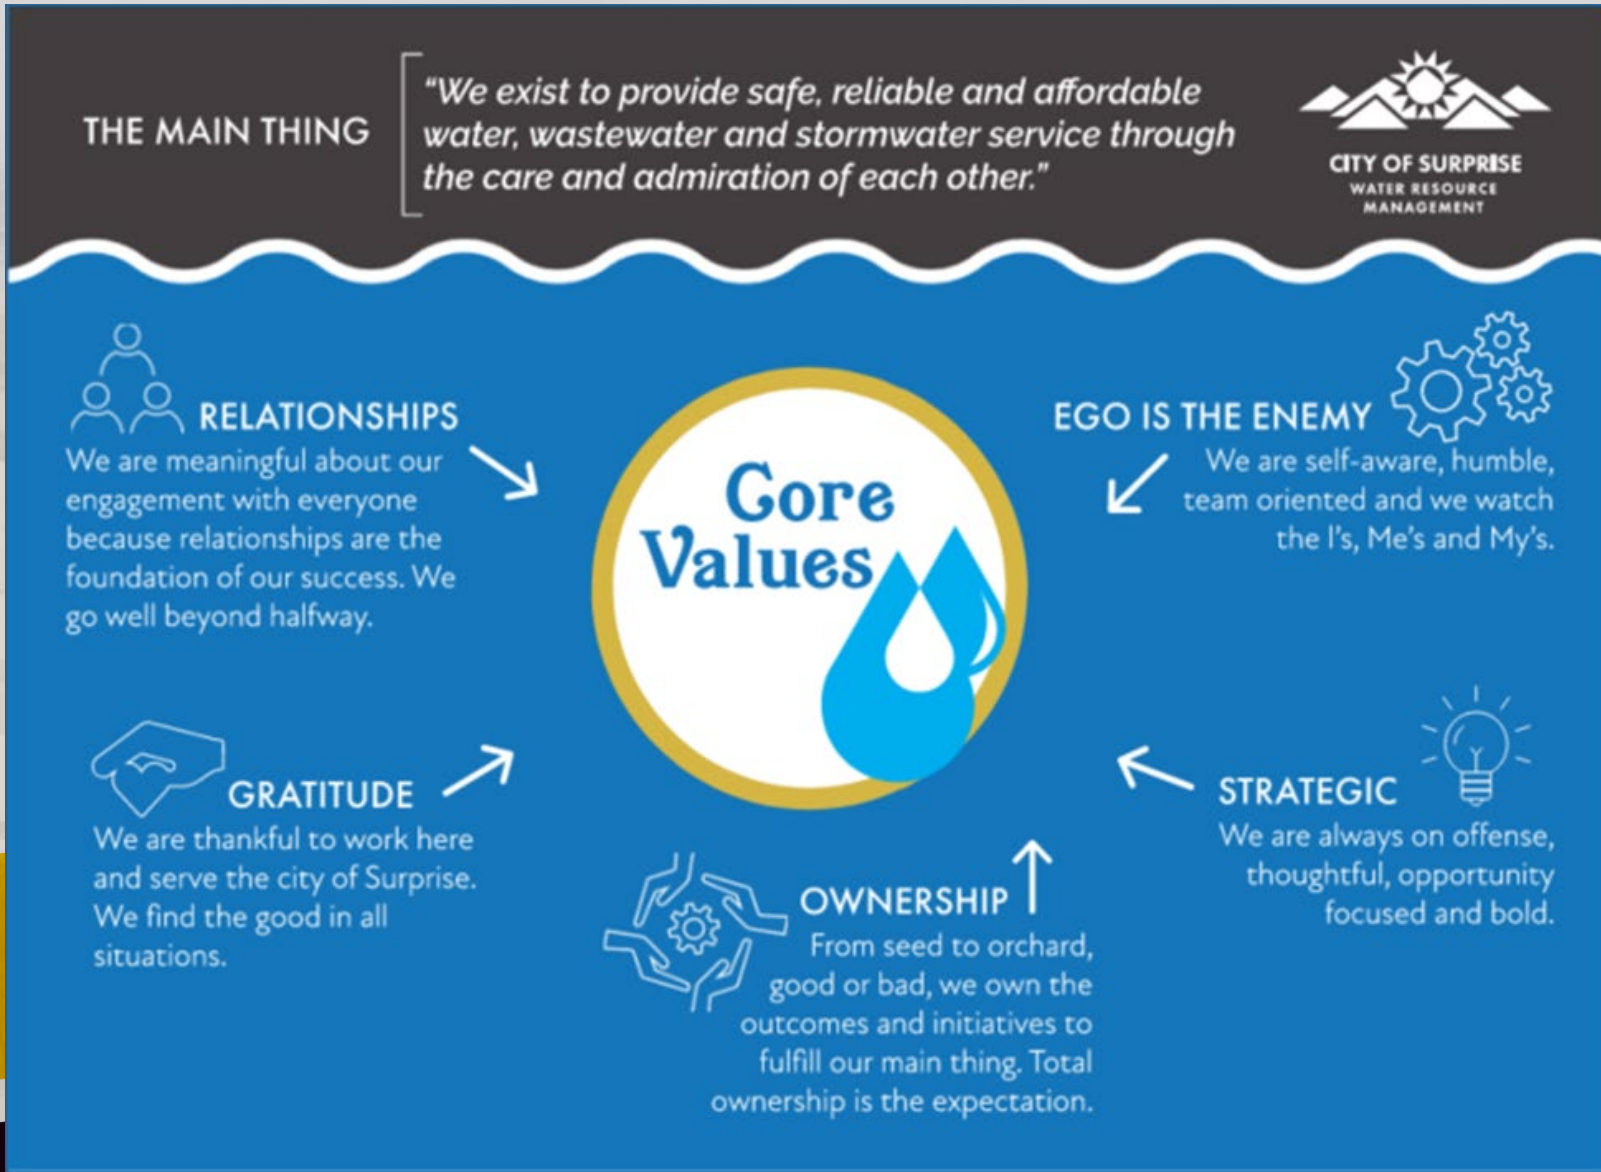 THE MAIN THING
“We exist to provide safe, reliable and affordable
water, wastewater and stormwater service through
the care and admiration of each other.”
CITY OF SURPRISE
WATER RESOURCE
MANAGEMENT
RELATIONSHIPS
We are meaningful about our
engagement with everyone
because relationships are the
foundation of our success. We
go well beyond halfway.
EGO IS THE ENEMY
We are self-aware, humble,
team oriented and we watch
the I's, Me's and My's.
Core
Values
GRATITUDE
We are thankful to work here
and serve the city of Surprise.
We find the good in all
situations.
OWNERSHIP
From seed to orchard,
good or bad, we own the
outcomes and initiatives to
fulfill our main thing. Total
ownership is the expectation.
STRATEGIC
We are always on offense,
thoughtful, opportunity
focused and bold.